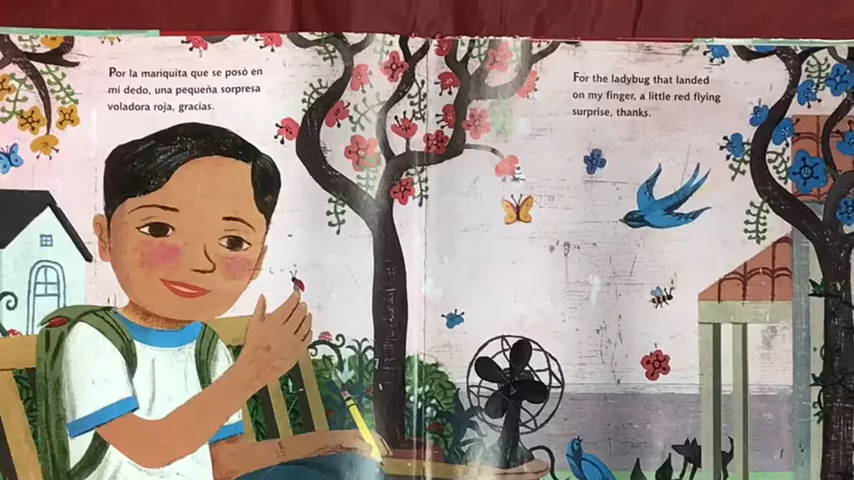 Por la mariquita que se posó en
mi dedo, una pequeña sorpresa
voladora roja, gracias.
For the ladybug that landed
on my finger, a little red flying
surprise, thanks.